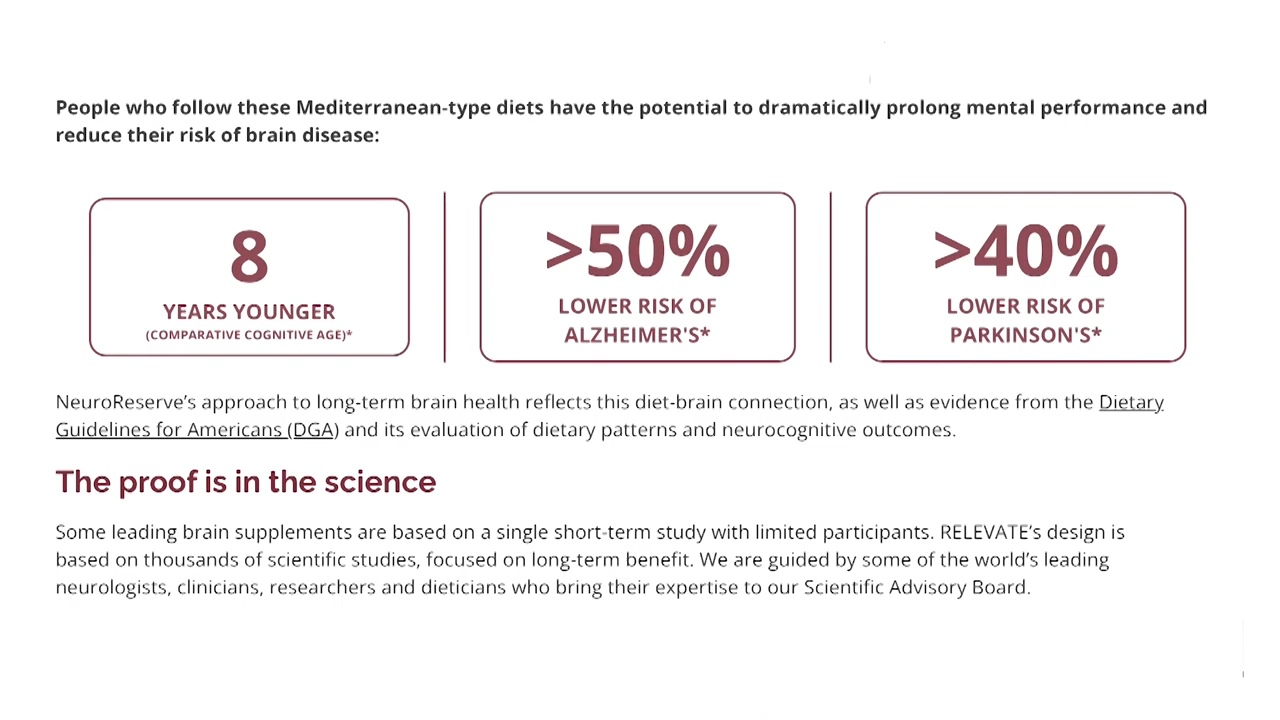 People who follow these Mediterranean-type diets have the potential to dramatically prolong mental performance and
reduce their risk of brain disease:
8
YEARS YOUNGER
(COMPARATIVE COGNITIVE AGE)*
>50%
LOWER RISK OF
ALZHEIMER'S*
>40%
LOWER RISK OF
PARKINSON'S*
NeuroReserve’s approach to long-term brain health reflects this diet-brain connection, as well as evidence from the Dietary
Guidelines for Americans (DGA) and its evaluation of dietary patterns and neurocognitive outcomes.
The proof is in the science
Some leading brain supplements are based on a single short-term study with limited participants. RELEVATE’s design is
based on thousands of scientific studies, focused on long-term benefit. We are guided by some of the world’s leading
neurologists, clinicians, researchers and dieticians who bring their expertise to our Scientific Advisory Board.